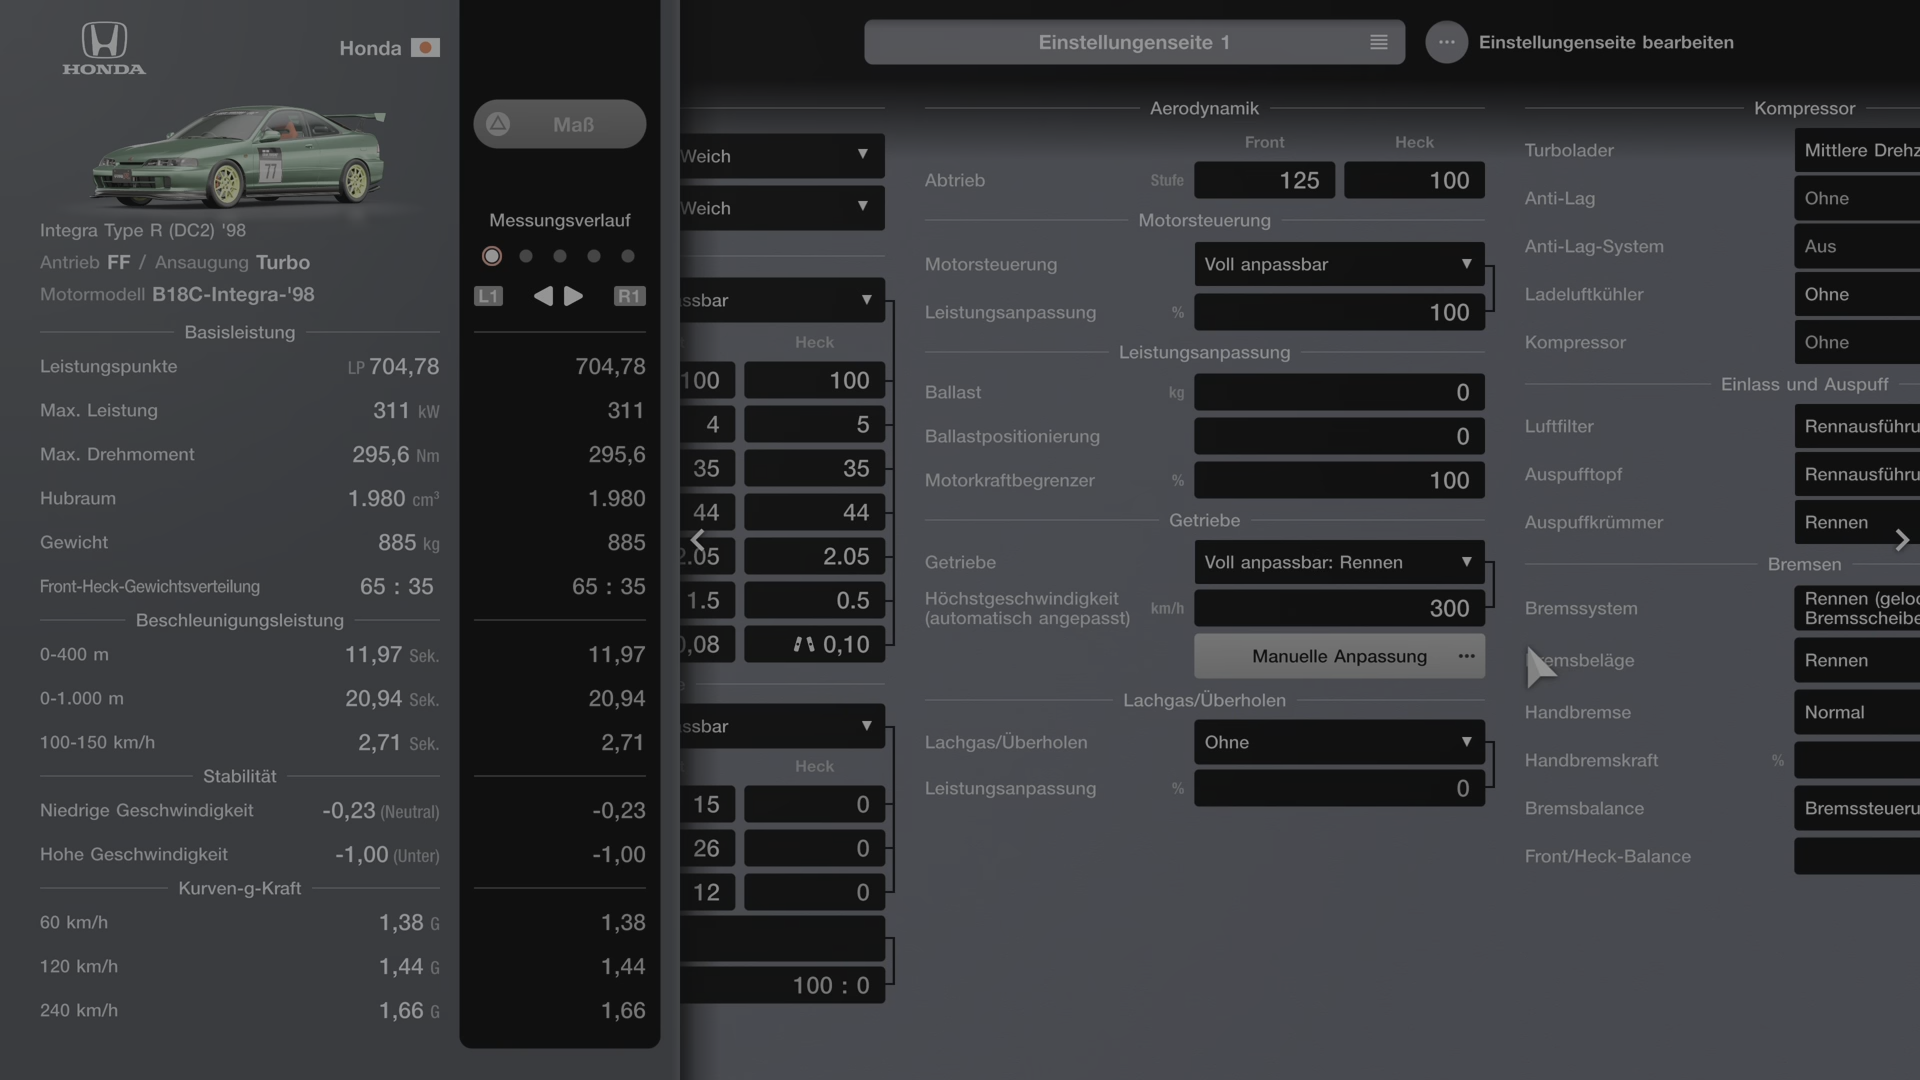 HONDA
Honda
Integra Type R (DC2) '98
Antrieb FF / Ansaugung Turbo
Motormodell B18C-Integra-'98
Basisleistung
Leistungspunkte LP 704,78
Max. Leistung 311 kW
Max. Drehmoment 295,6 Nm
Hubraum 1.980 cm³
Gewicht 885 kg
Front-Heck-Gewichtsverteilung 65 : 35
Beschleunigungsleistung
0-400 m 11,97 Sek.
0-1.000 m 20,94 Sek.
100-150 km/h 2,71 Sek.
Stabilität
Niedrige Geschwindigkeit -0,23 (Neutral)
Hohe Geschwindigkeit -1,00 (Unter)
Kurven-g-Kraft
60 km/h 1,38 G
120 km/h 1,44 G
240 km/h 1,66 G
77
Maß
Messungsverlauf
L1 R1
704,78
311
295,6
1.980
885
65 : 35
11,97
20,94
2,71
-0,23
-1,00
1,38
1,44
1,66
Einstellungenseite 1
Einstellungenseite bearbeiten
Weich
Weich
ssbar
Heck
100 100
4 5
35 35
44 44
2.05 2.05
1.5 0.5
0,08 0,10
ssbar
Heck
15 0
26 0
12 0
100 : 0
Aerodynamik
Front Heck
Abtrieb Stufe 125 100
Motorsteuerung
Motorsteuerung Voll anpassbar
Leistungsanpassung % 100
Leistungsanpassung
Ballast kg 0
Ballastpositionierung 0
Motorkraftbegrenzer % 100
Getriebe
Getriebe Voll anpassbar: Rennen
Höchstgeschwindigkeit
(automatisch angepasst) km/h 300
Manuelle Anpassung
Lachgas/Überholen
Lachgas/Überholen Ohne
Leistungsanpassung % 0
Kompressor
Turbolader Mittlere Drehz
Anti-Lag Ohne
Anti-Lag-System Aus
Ladeluftkühler Ohne
Kompressor Ohne
Einlass und Auspuff
Luftfilter Rennausführu
Auspufftopf Rennausführu
Auspuffkrümmer Rennen
Bremsen
Bremssystem Rennen (geloc
Bremsscheibe
emsbeläge Rennen
Handbremse Normal
Handbremskraft %
Bremsbalance Bremssteueru
Front/Heck-Balance